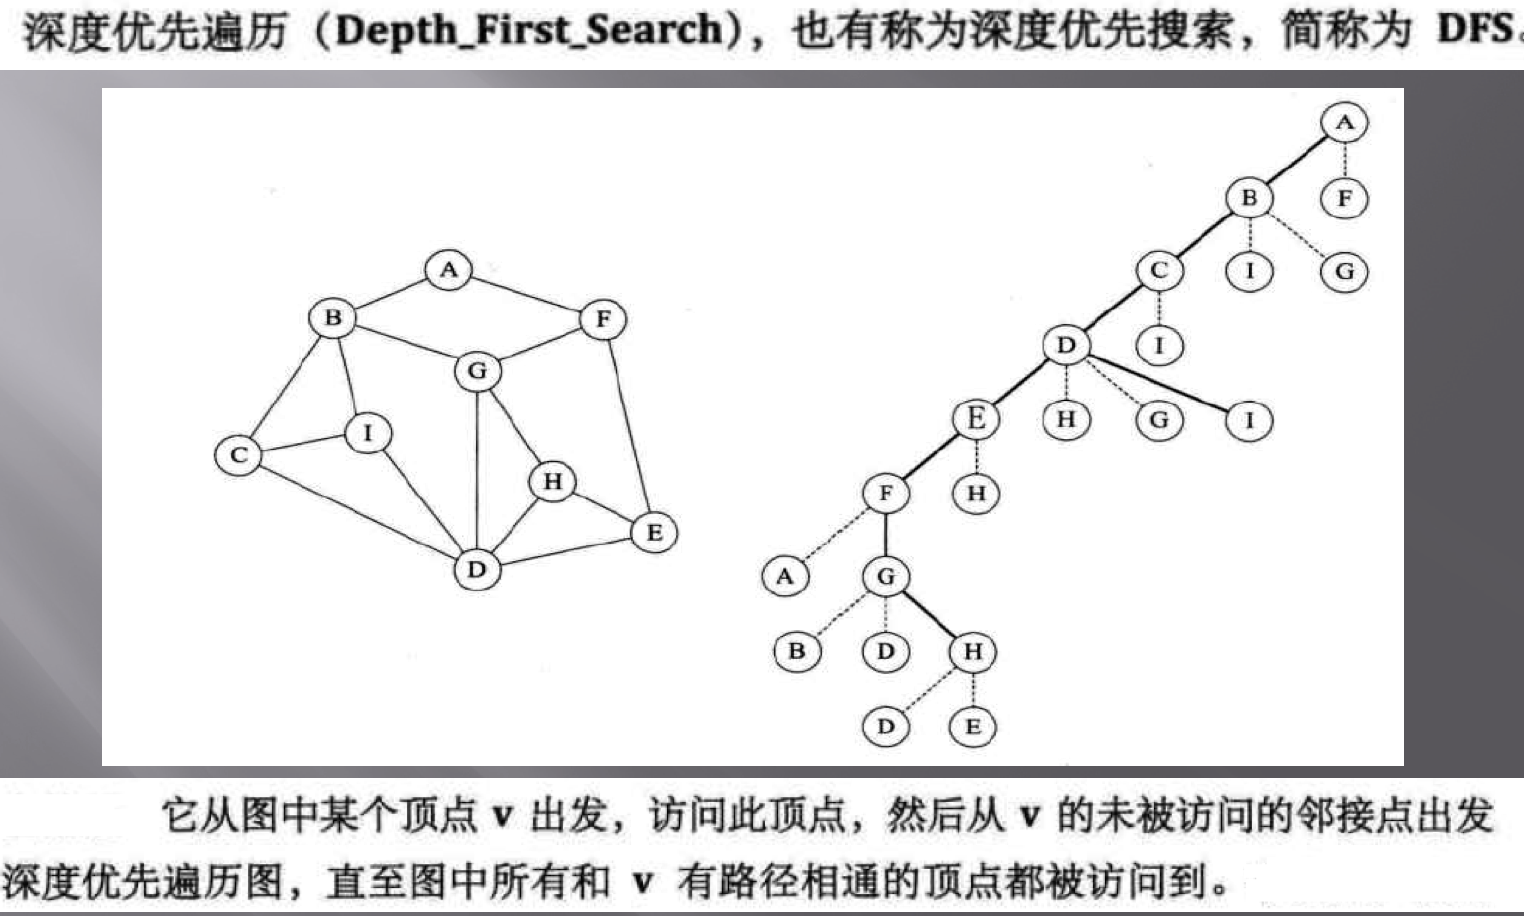 深度优先遍历（Depth_First_Search），也有称为深度优先搜索，简称为 DFS。
A
B
F
G
I
C
H
E
D
A
B
F
C
I
G
D
I
E
H
G
I
F
H
A
G
B
D
H
D
E
它从图中某个顶点 v 出发，访问此顶点，然后从 v 的未被访问的邻接点出发
深度优先遍历图，直至图中所有和 v 有路径相通的顶点都被访问到。